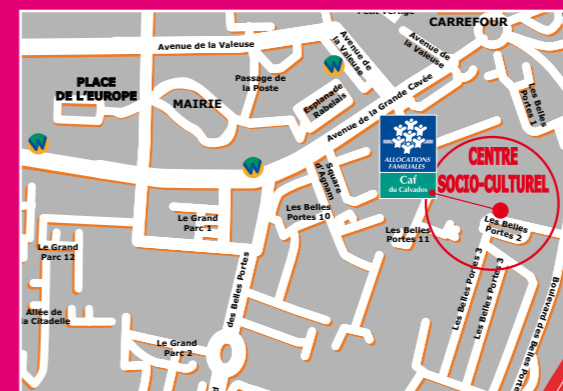 Petit Vertige
CARREFOUR
Avenue de la Valeuse
Avenue de
la Valeuse
Avenue de
la Valeuse
PLACE
DE L'EUROPE
Passage de
la Poste
MAIRIE
Esplanade
Rabelais
Avenue de la Grande Cavée
Les Belles
Portes 1
ALLOCATIONS
FAMILIALES
Caf
du Calvados
CENTRE
SOCIO-CULTUREL
Square
d'Agnam
Le Grand
Parc 1
Les Belles
Portes 10
Les Belles
Portes 11
Les Belles
Portes 2
Le Grand
Parc 12
Les Belles Portes 3
Les Belles Portes 3
Boulevard des Belles Portes
des Belles Portes
Allée de
la Citadelle
Le Grand
Parc 2